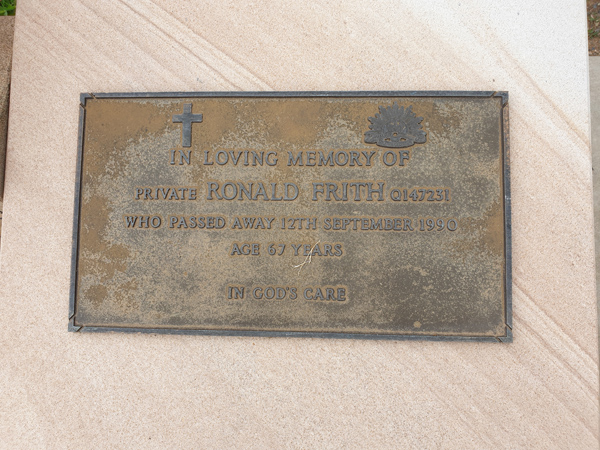 IN LOVING MEMORY OF
PRIVATE RONALD FRITH Q147231
WHO PASSED AWAY 12TH SEPTEMBER 1990
AGE 67 YEARS
IN GOD'S CARE